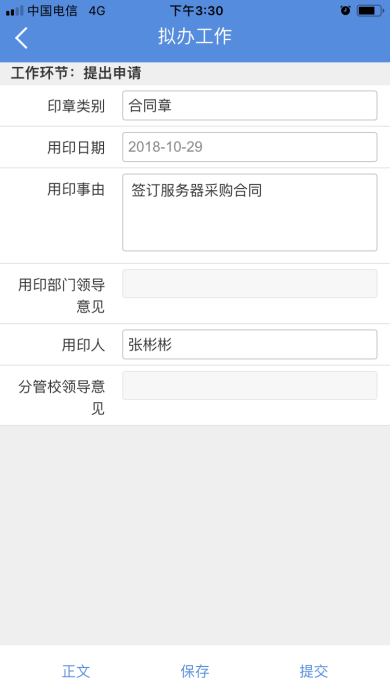 中国电信 4G 下午3:30
拟办工作
工作环节：提出申请
印章类别 合同章
用印日期 2018-10-29
用印事由 签订服务器采购合同
用印部门领导
意见
用印人 张彬彬
分管校领导意
见
正文 保存 提交